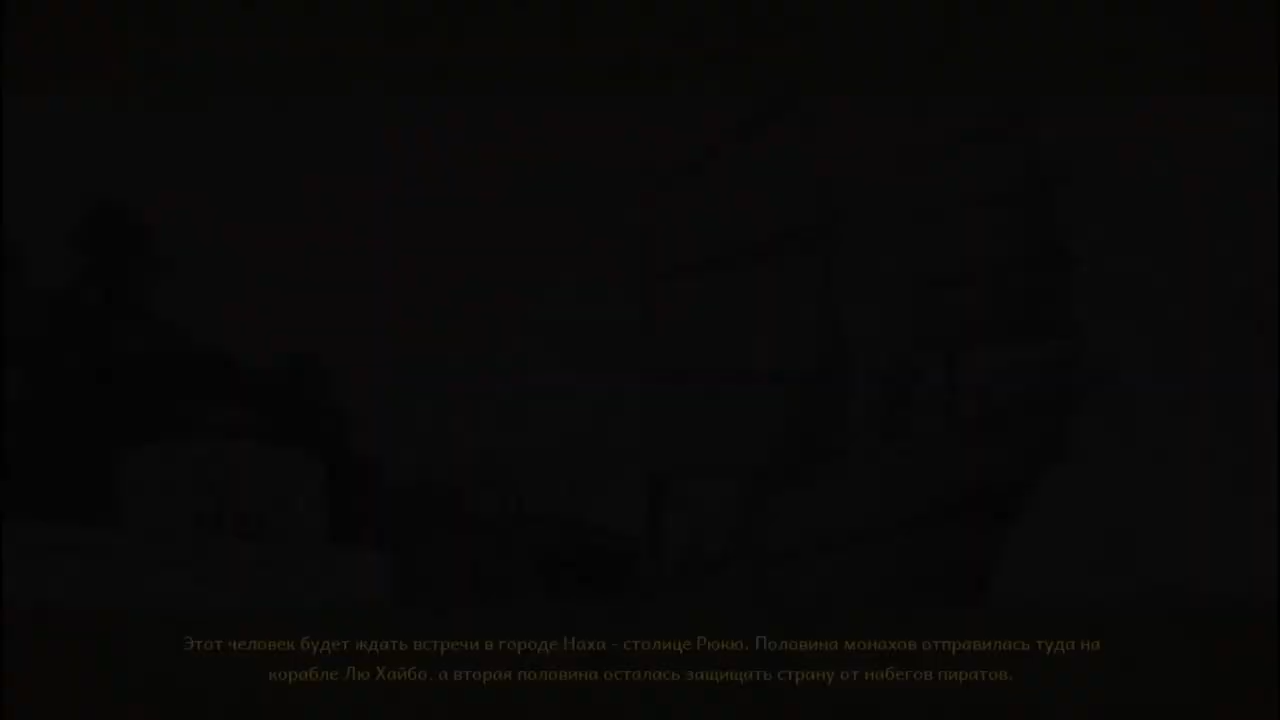 Этот человек будет ждать встречи в городе Наха - столице Рюкю. Половина монахов отправилась туда на
корабле Лю Хайбо, а вторая половина осталась защищать страну от набегов пиратов.